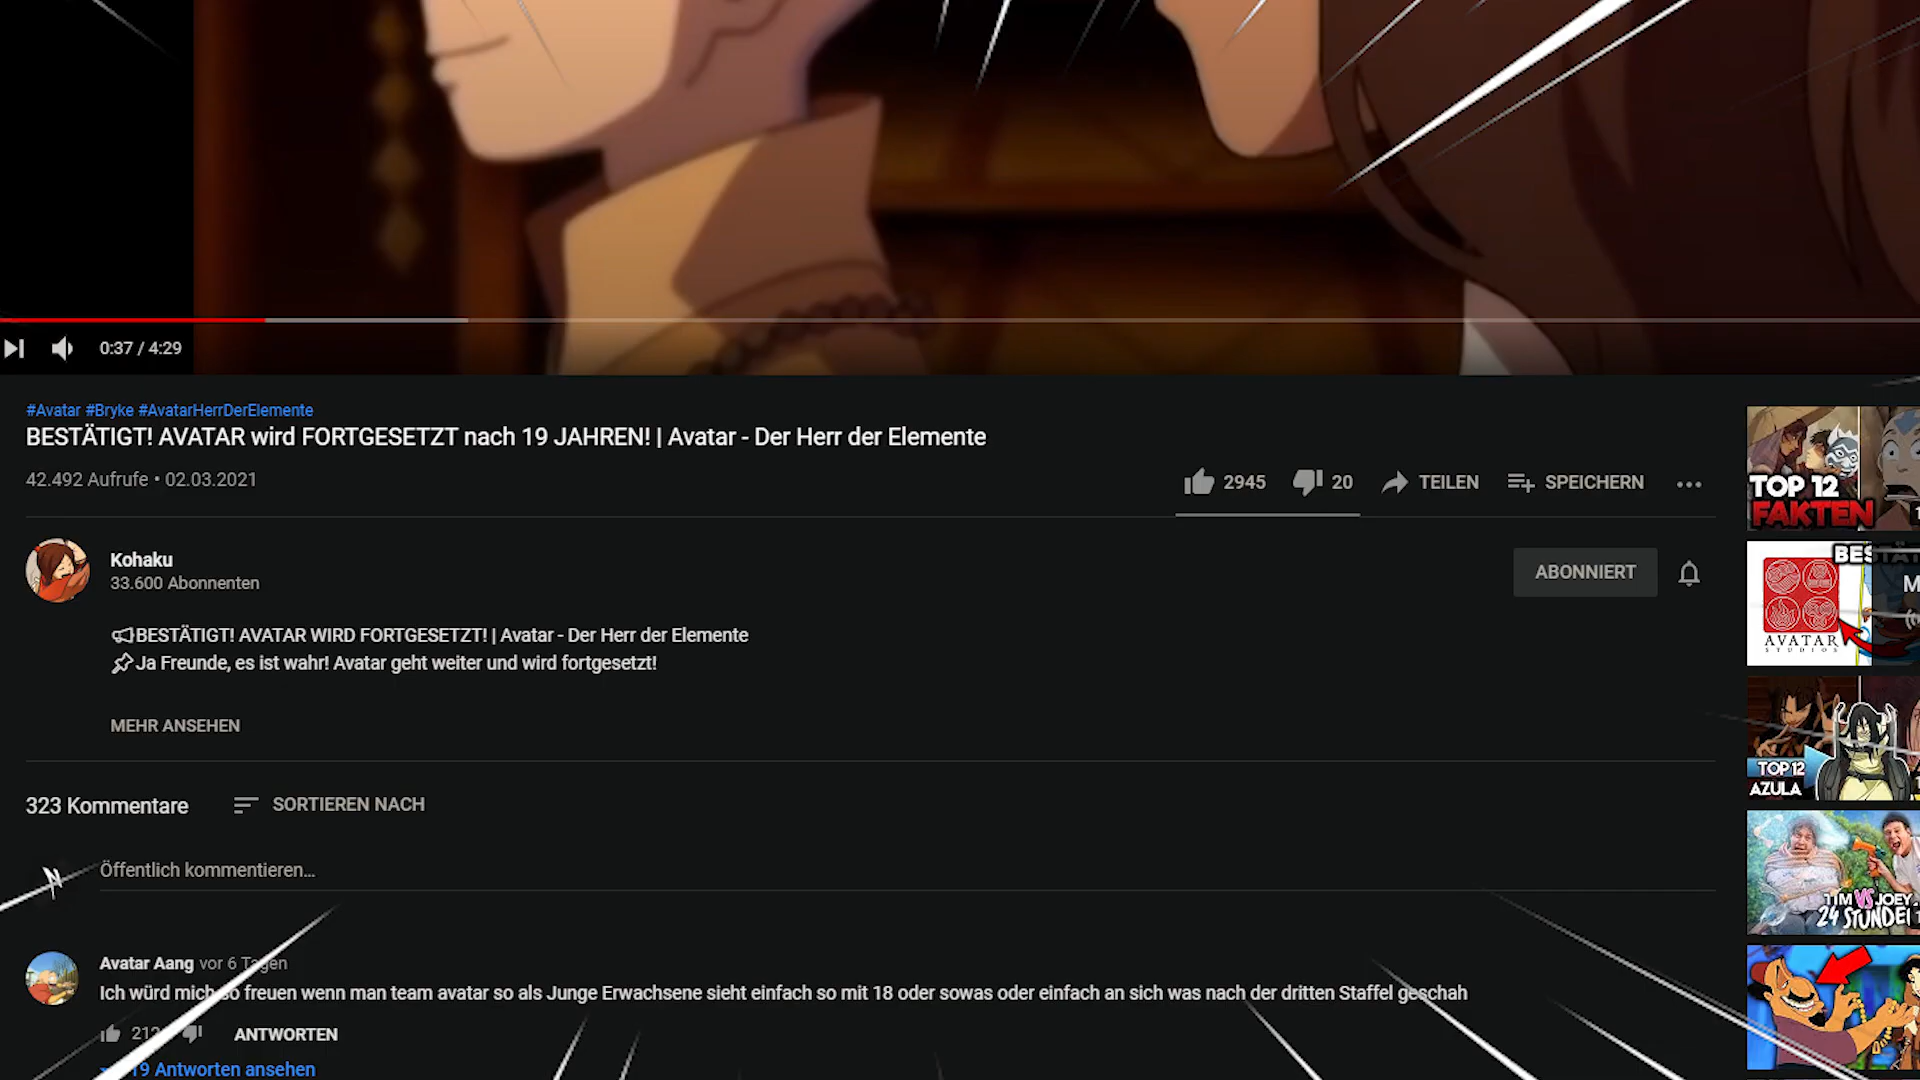 0:37 / 4:29
#Avatar #Bryke #AvatarHerrDerElemente
BESTÄTIGT! AVATAR wird FORTGESETZT nach 19 JAHREN! | Avatar - Der Herr der Elemente
42.492 Aufrufe • 02.03.2021
2945
20
TEILEN
SPEICHERN
Kohaku
33.600 Abonnenten
ABONNIERT
BESTÄTIGT! AVATAR WIRD FORTGESETZT! | Avatar - Der Herr der Elemente
Ja Freunde, es ist wahr! Avatar geht weiter und wird fortgesetzt!
MEHR ANSEHEN
323 Kommentare
SORTIEREN NACH
Öffentlich kommentieren...
Avatar Aang vor 6 Tagen
Ich würd mich so freuen wenn man team avatar so als Junge Erwachsene sieht einfach so mit 18 oder sowas oder einfach an sich was nach der dritten Staffel geschah
ANTWORTEN
19 Antworten ansehen
TOP 12
FAKTEN
AVATAR
STUDIOS
TOP 12
AZULA
TIM VS JOEY
24